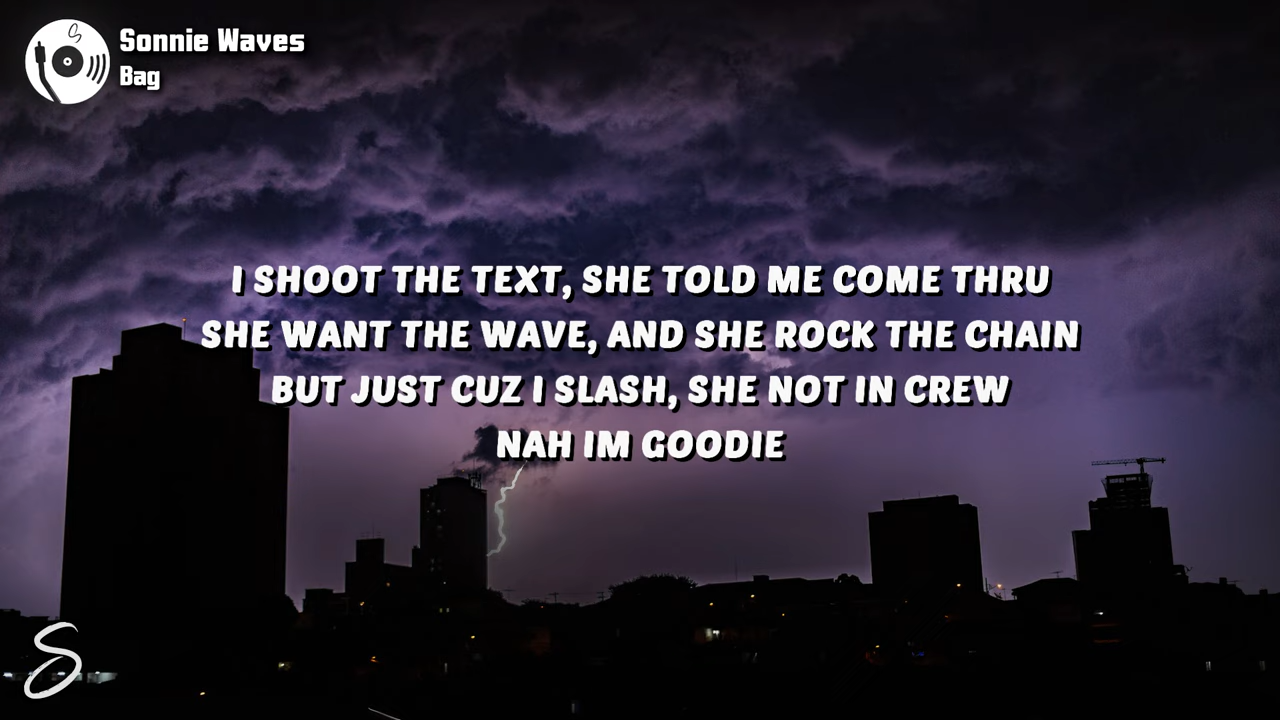 Sonnie Waves
Bag
I SHOOT THE TEXT, SHE TOLD ME COME THRU
SHE WANT THE WAVE, AND SHE ROCK THE CHAIN
BUT JUST CUZ I SLASH, SHE NOT IN CREW
NAH IM GOODIE
S